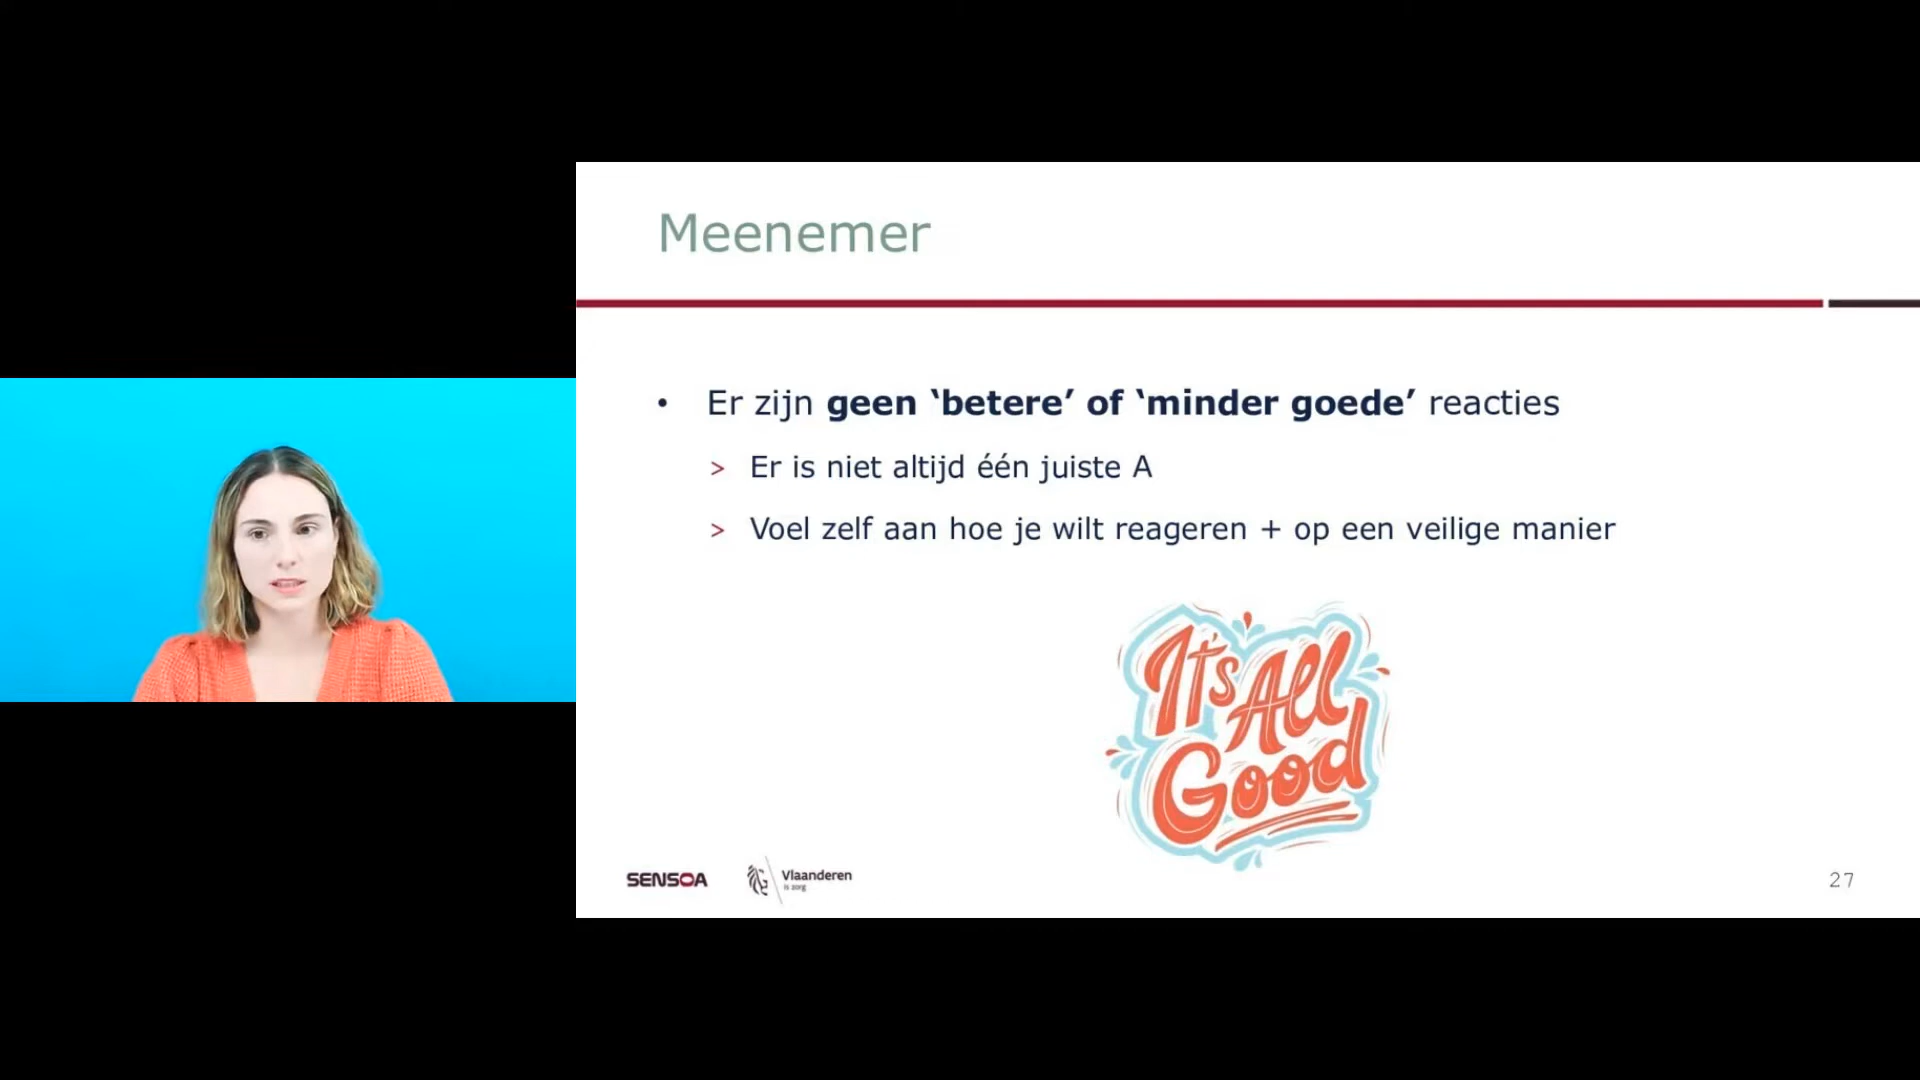 Meenemer
• Er zijn geen ‘betere’ of ‘minder goede’ reacties
> Er is niet altijd één juiste A
> Voel zelf aan hoe je wilt reageren + op een veilige manier
It's All
Good
SENSOA
Vlaanderen
is zorg
27